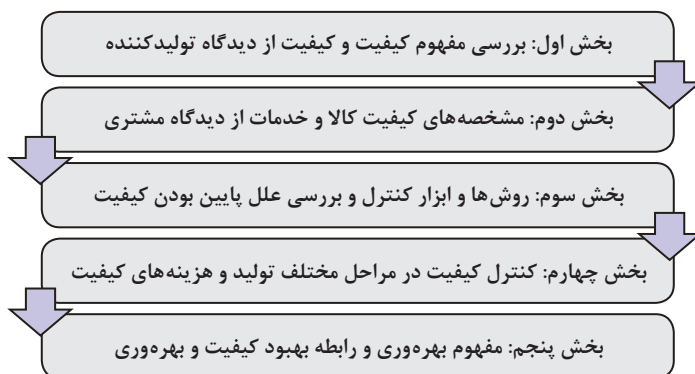 بخش اول: بررسی مفهوم کیفیت و کیفیت از دیدگاه تولیدکننده
بخش دوم: مشخصه‌های کیفیت کالا و خدمات از دیدگاه مشتری
بخش سوم: روش‌ها و ابزار کنترل و بررسی علل پایین بودن کیفیت
بخش چهارم: کنترل کیفیت در مراحل مختلف تولید و هزینه‌های کیفیت
بخش پنجم: مفهوم بهره‌وری و رابطه بهبود کیفیت و بهره‌وری